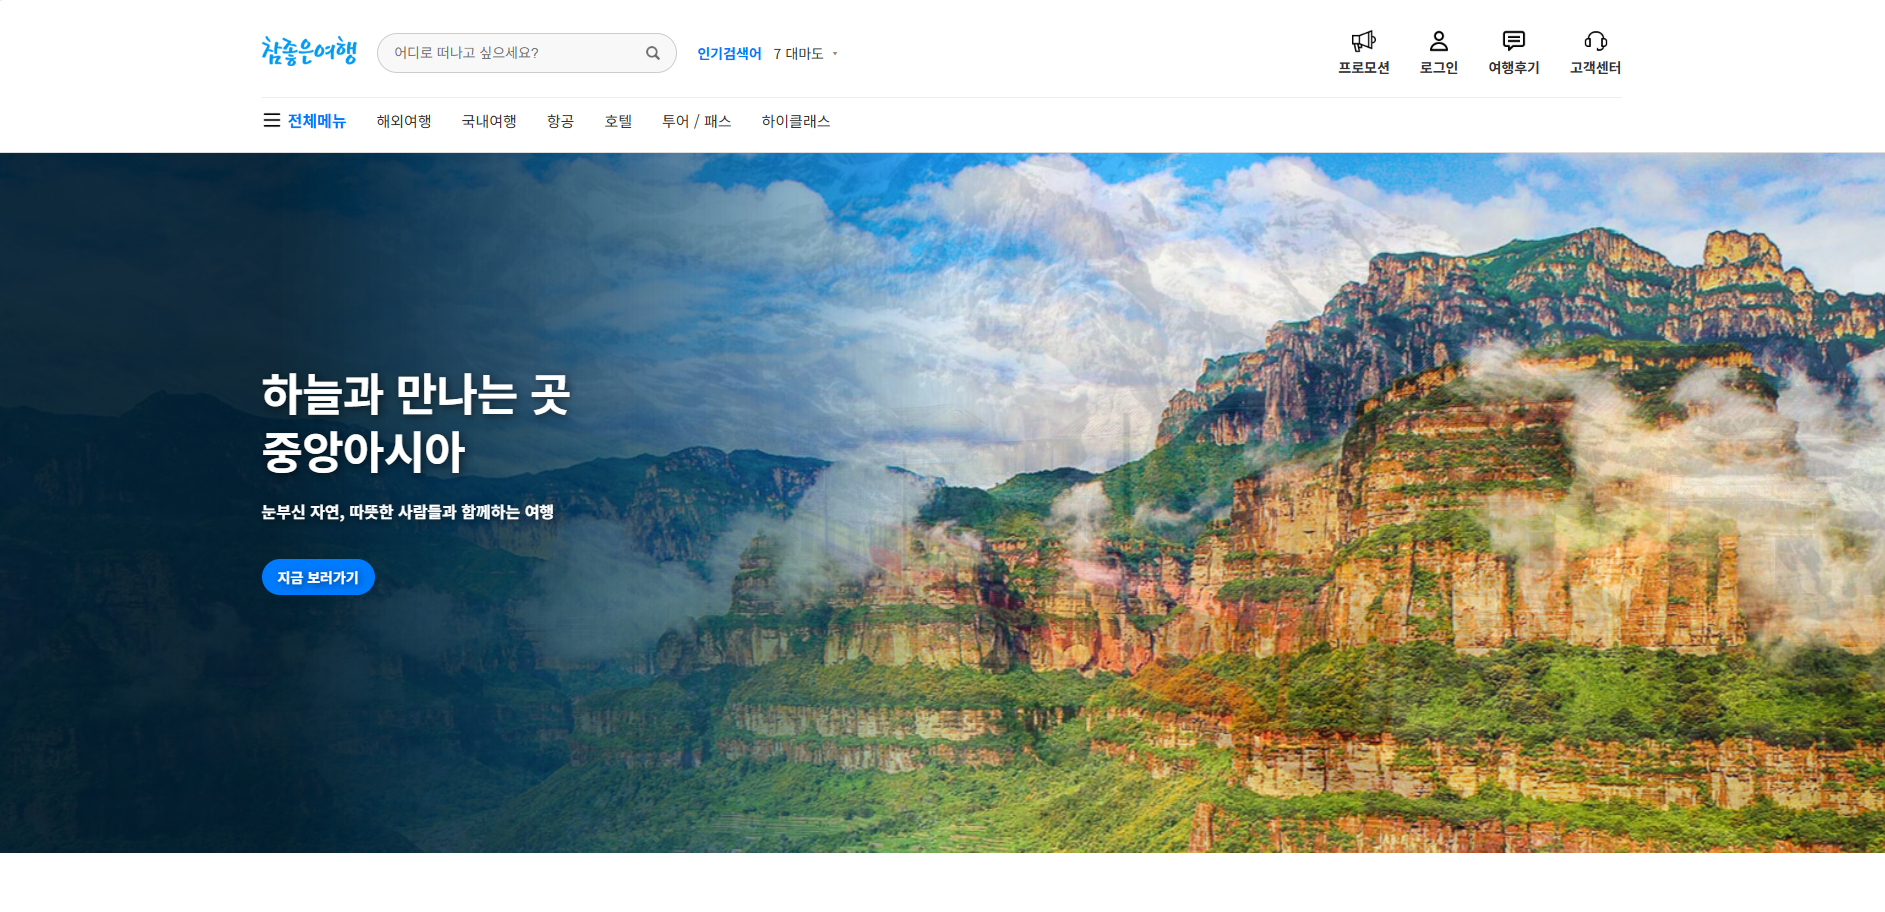 참좋은여행
어디로 떠나고 싶으세요?
인기검색어 7 대마도
프로모션
로그인
여행후기
고객센터
전체메뉴
해외여행
국내여행
항공
호텔
투어 / 패스
하이클래스
하늘과 만나는 곳
중앙아시아
눈부신 자연, 따뜻한 사람들과 함께하는 여행
지금 보러가기